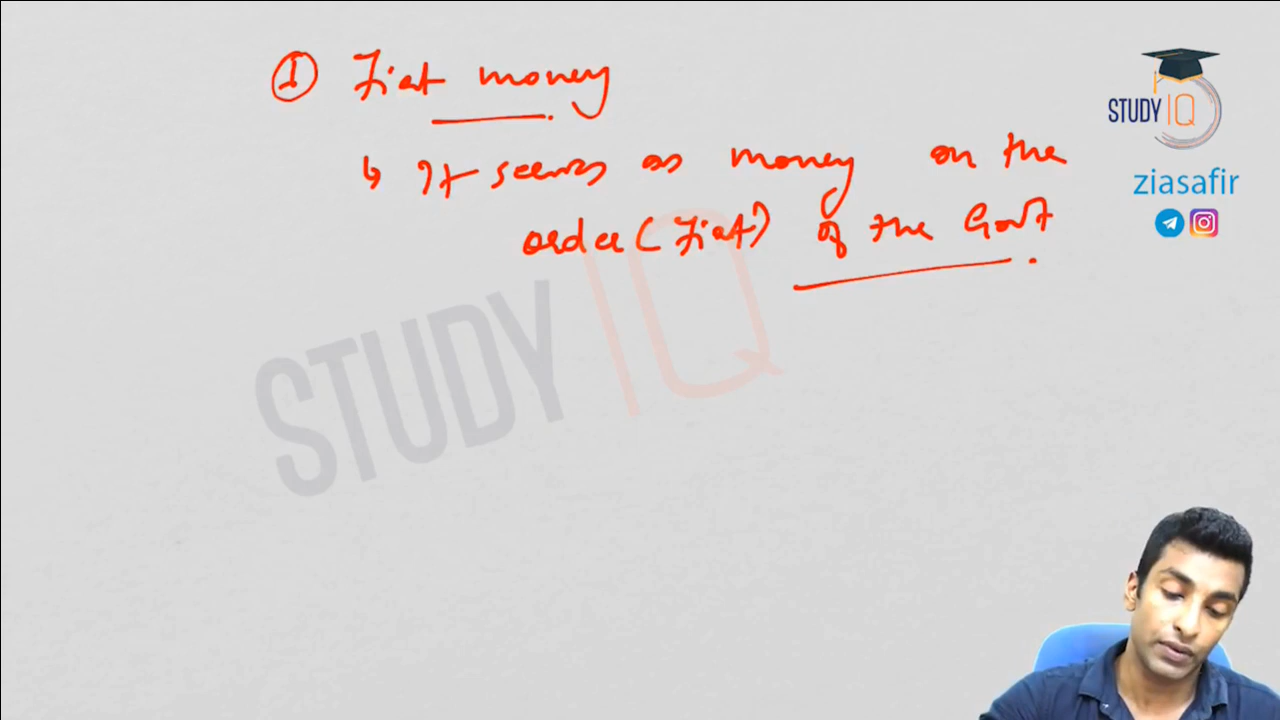 ① Fiat money
↳ It serves as money on the
order (Fiat) of the Govt.
STUDY IQ
ziasafir
STUDY IQ